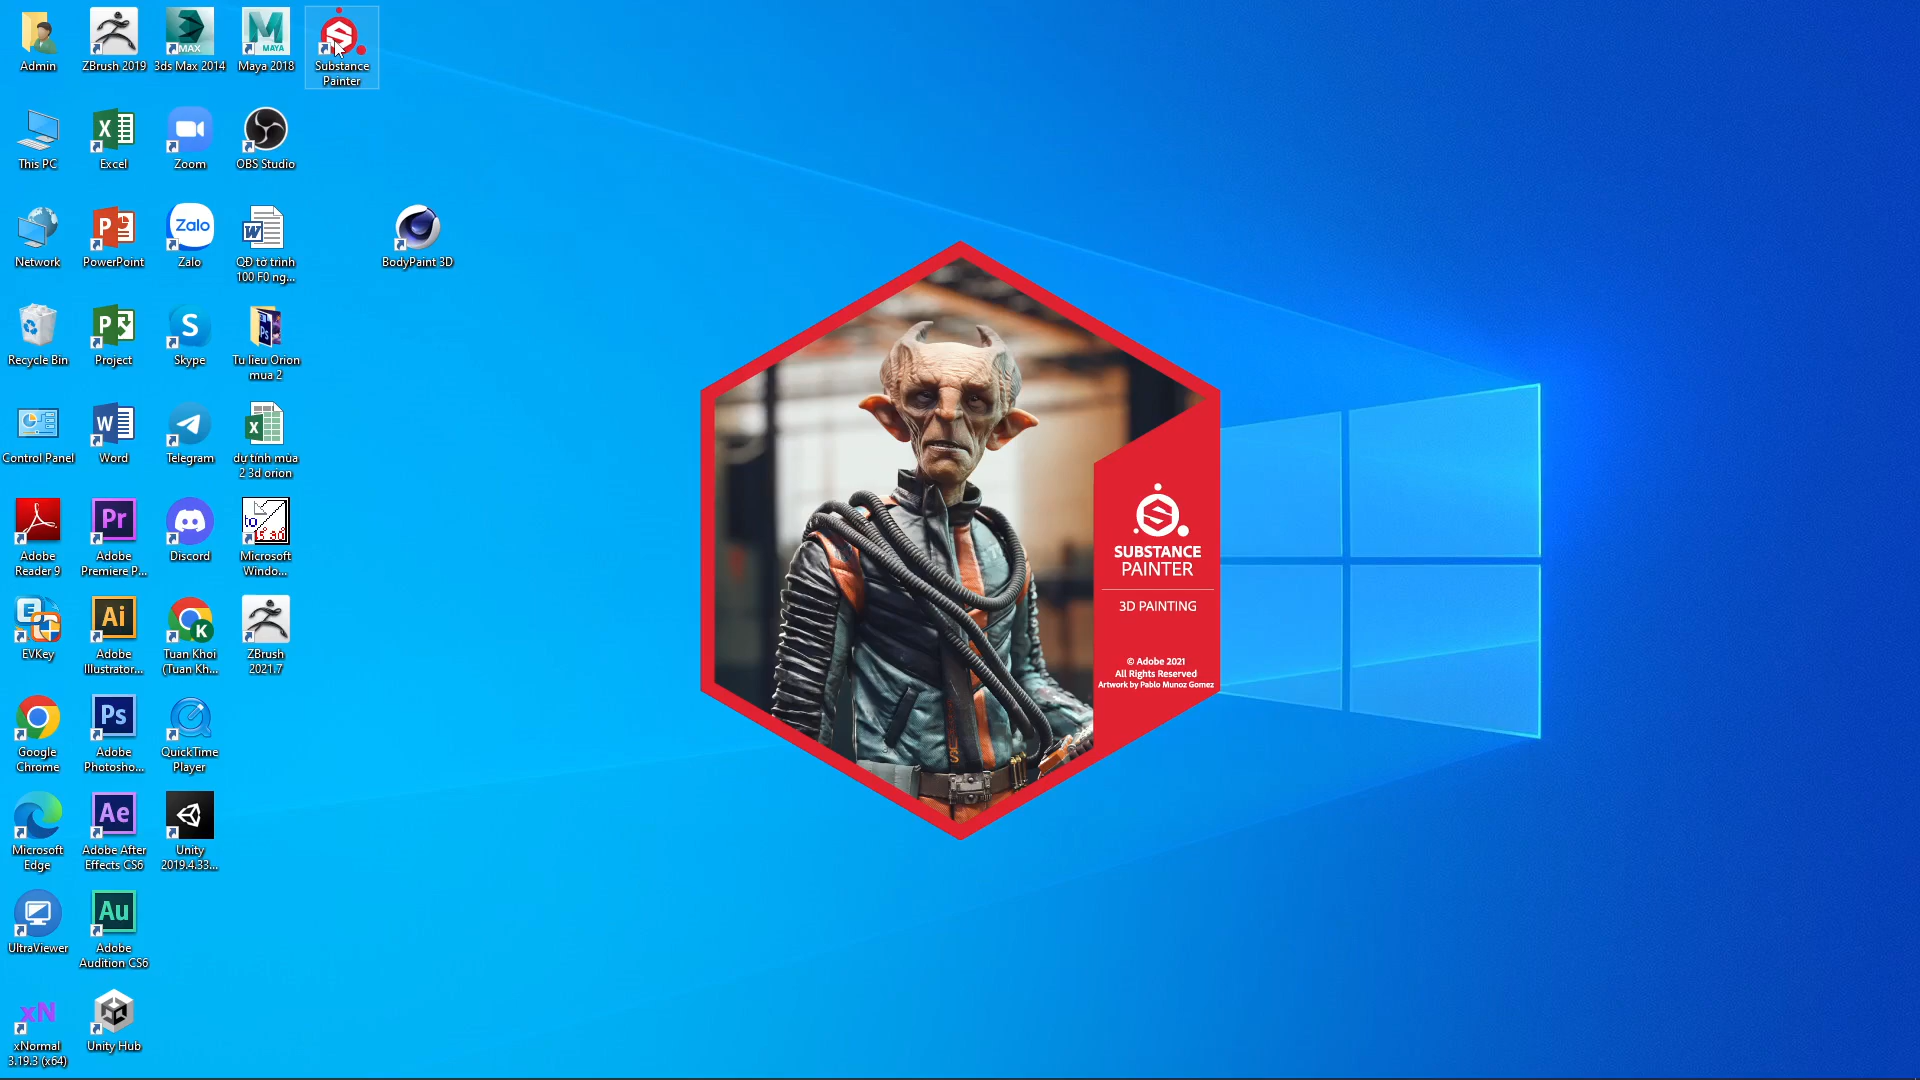 Admin
ZBrush 2019
3ds Max 2014
Maya 2018
Substance
Painter
This PC
Excel
Zoom
OBS Studio
Network
PowerPoint
Zalo
QĐ tờ trình
100 F0 ng...
BodyPaint 3D
Recycle Bin
Project
Skype
Tu lieu Orion
mua 2
Control Panel
Word
Telegram
dự tính mùa
2 3d orion
Adobe
Reader 9
Adobe
Premiere P...
Discord
Microsoft
Windo...
EVKey
Adobe
Illustrator...
Tuan Khoi
(Tuan Kh...
ZBrush
2021.7
Google
Chrome
Adobe
Photosho...
QuickTime
Player
Microsoft
Edge
Adobe After
Effects CS6
Unity
2019.4.33...
UltraViewer
Adobe
Audition CS6
xNormal
3.19.3 (x64)
Unity Hub
SUBSTANCE
PAINTER
3D PAINTING
© Adobe 2021
All Rights Reserved
Artwork by Pablo Munoz Gomez